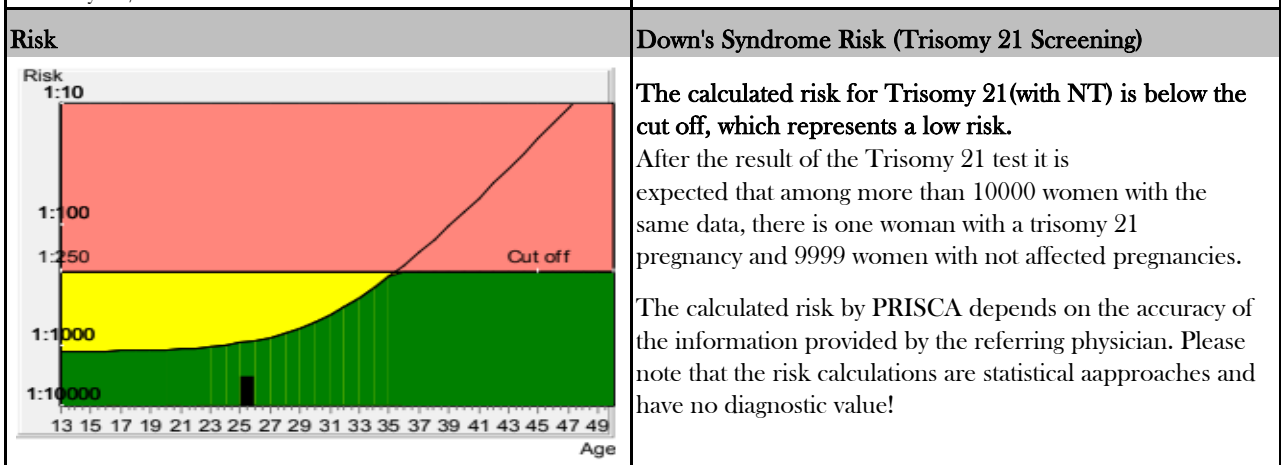 Risk
Down's Syndrome Risk (Trisomy 21 Screening)
Risk
1:10
1:100
1:250
Cut off
1:1000
1:10000
13 15 17 19 21 23 25 27 29 31 33 35 37 39 41 43 45 47 49
Age
The calculated risk for Trisomy 21(with NT) is below the
cut off, which represents a low risk.
After the result of the Trisomy 21 test it is
expected that among more than 10000 women with the
same data, there is one woman with a trisomy 21
pregnancy and 9999 women with not affected pregnancies.
The calculated risk by PRISCA depends on the accuracy of
the information provided by the referring physician. Please
note that the risk calculations are statistical aapproaches and
have no diagnostic value!